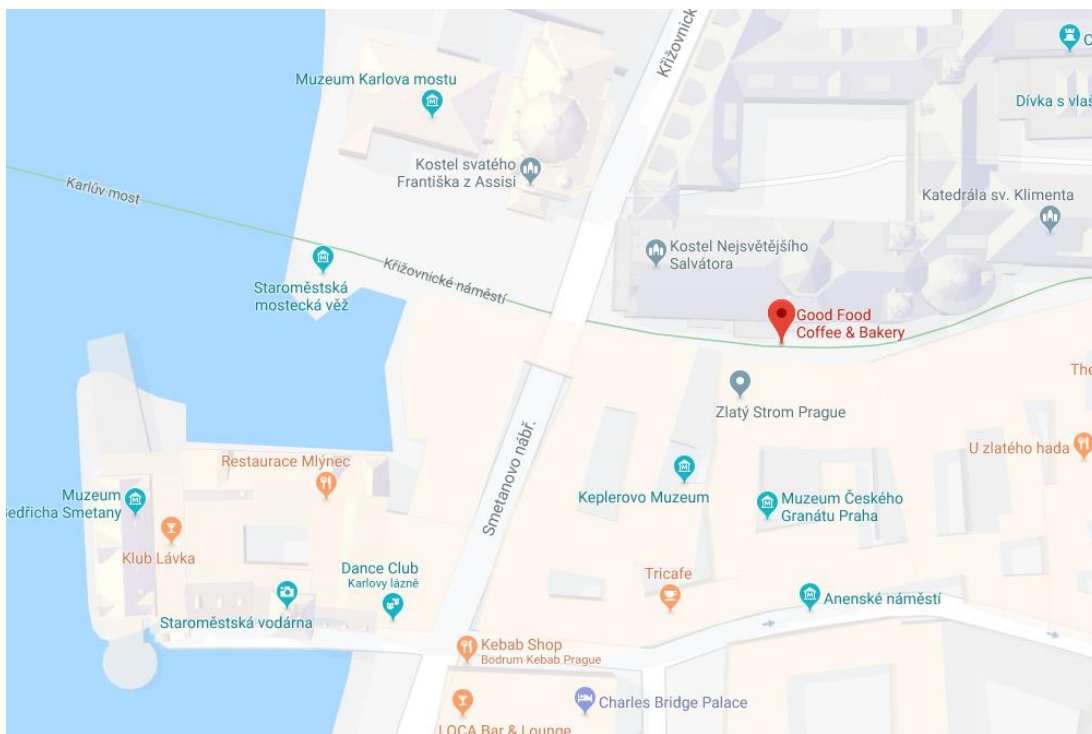 Křižovnick
C
Muzeum Karlova mostu
Dívka s vlaš
Kostel svatého
Františka z Assisi
Karlův most
Katedrála sv. Klimenta
Kostel Nejsvětějšího
Salvátora
Křižovnické náměstí
Staroměstská
mostecká věž
Good Food
Coffee & Bakery
The
Zlatý Strom Prague
Smetanovo nábř.
U zlatého hada
Restaurace Mlýnec
Keplerovo Muzeum
Muzeum
Bedřicha Smetany
Muzeum Českého
Granátu Praha
Klub Lávka
Dance Club
Karlovy lázně
Tricafe
Anenské náměstí
Staroměstská vodárna
Kebab Shop
Bodrum Kebab Prague
Charles Bridge Palace
LOCA Bar & Lounge